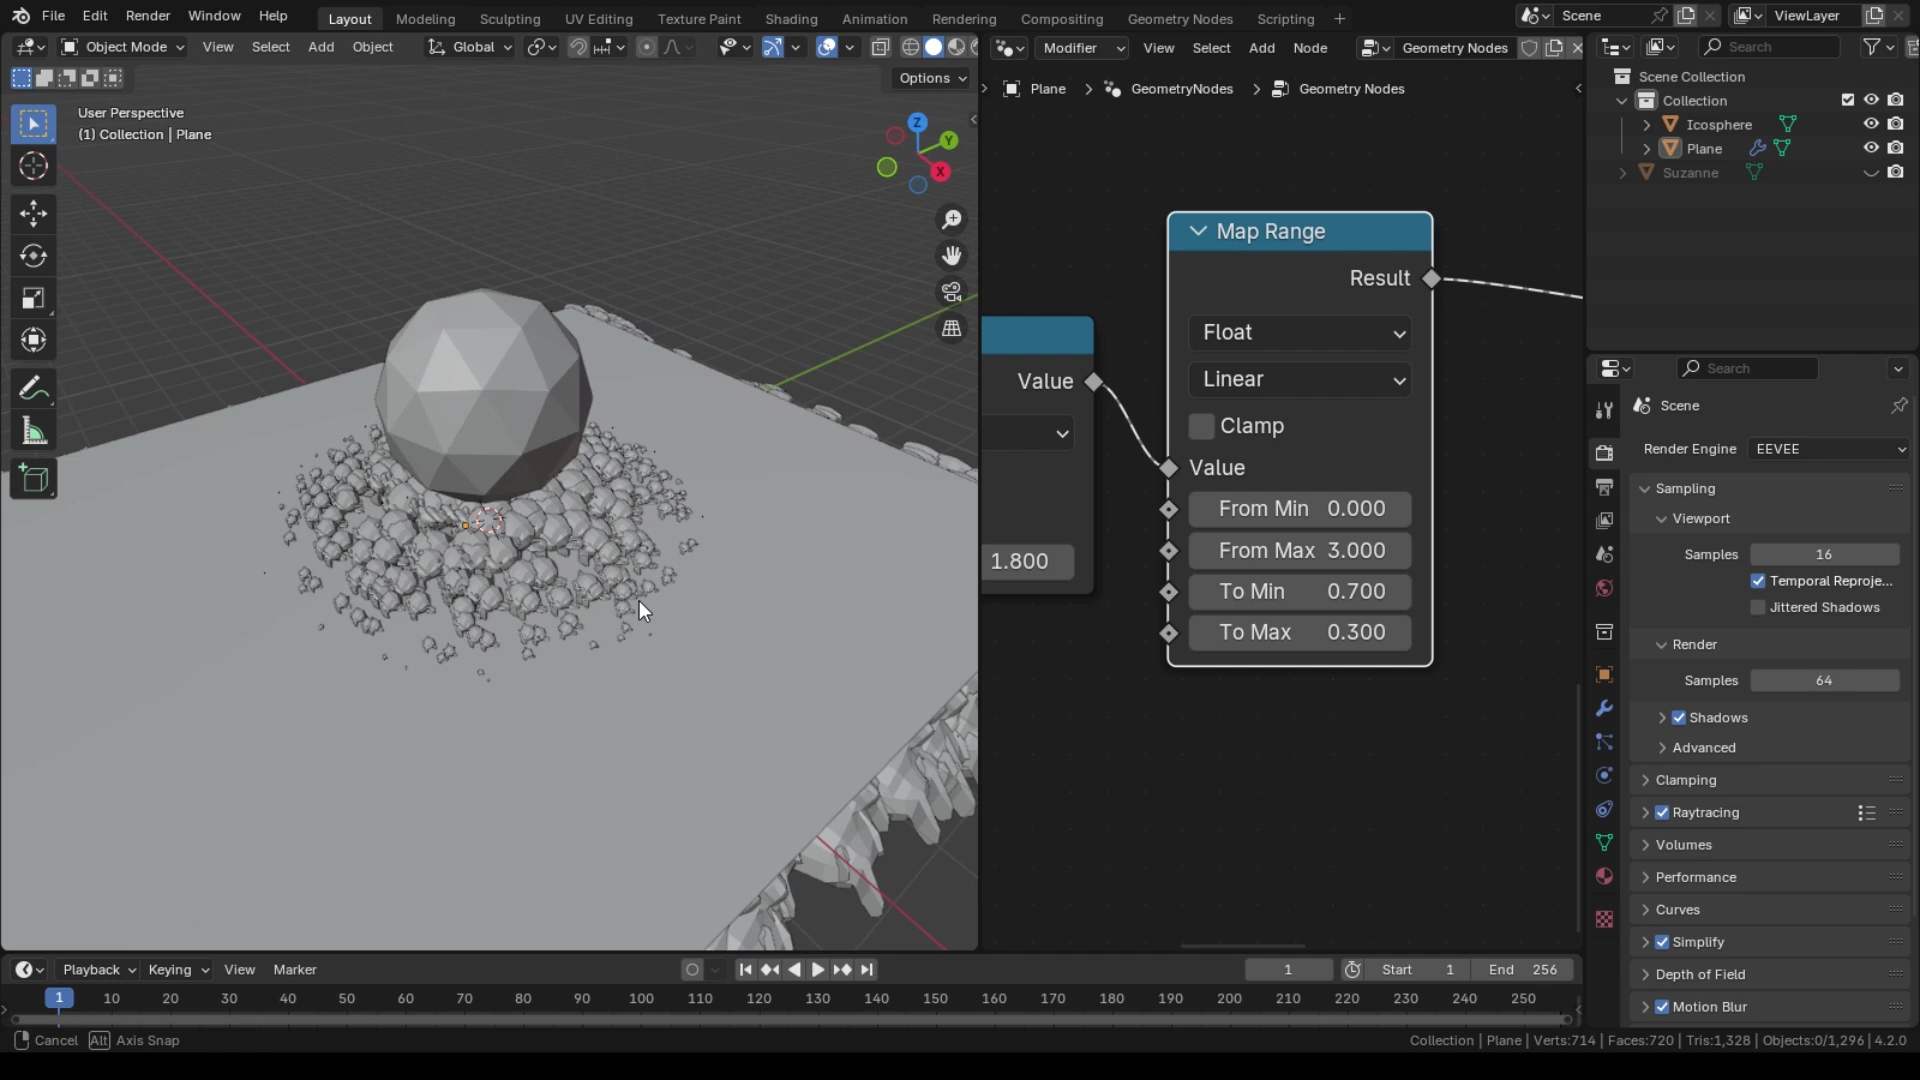 File Edit Render Window Help Layout Modeling Sculpting UV Editing Texture Paint Shading Animation Rendering Compositing Geometry Nodes Scripting + Scene ViewLayer
Object Mode View Select Add Object Global Modifier View Select Add Node Geometry Nodes Search
Options
Plane > GeometryNodes > Geometry Nodes
User Perspective
(1) Collection | Plane
Z
Y
X
Map Range
Result
Float
Linear
Clamp
Value
Value
From Min 0.000
From Max 3.000
1.800
To Min 0.700
To Max 0.300
Scene Collection
Collection
Icosphere
Plane
Suzanne
Search
Scene
Render Engine EEVEE
Sampling
Viewport
Samples 16
Temporal Reproje...
Jittered Shadows
Render
Samples 64
Shadows
Advanced
Clamping
Raytracing
Volumes
Performance
Curves
Simplify
Depth of Field
Motion Blur
Playback Keying View Marker 1 Start 1 End 256
1 10 20 30 40 50 60 70 80 90 100 110 120 130 140 150 160 170 180 190 200 210 220 230 240 250
Cancel Alt Axis Snap Collection | Plane | Verts:714 | Faces:720 | Tris:1,328 | Objects:0/1,296 | 4.2.0